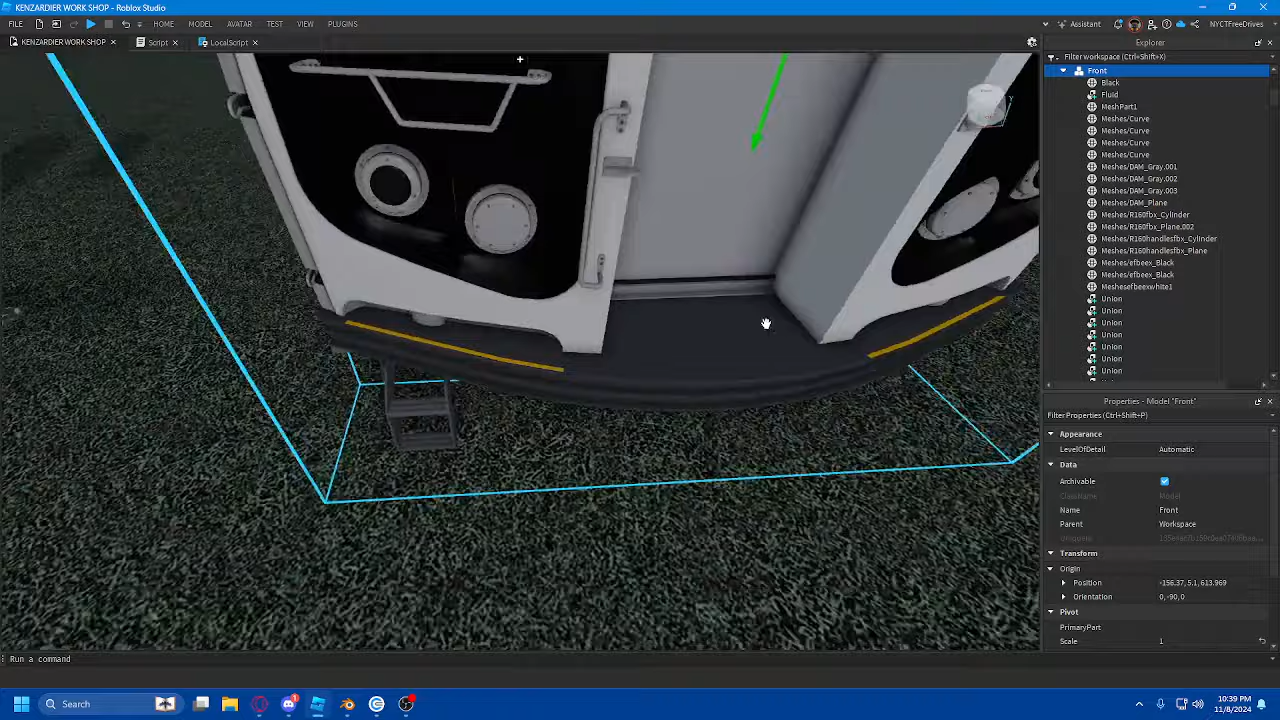 KENZARDIER WORK SHOP - Roblox Studio
FILE HOME MODEL AVATAR TEST VIEW PLUGINS Assistant NYCTFreeDrives
KENZARDIER WORK SHOP Script LocalScript
Explorer
Filter workspace (Ctrl+Shift+X)
Front
Black
Fluid
MeshPart1
Meshes/Curve
Meshes/Curve
Meshes/Curve
Meshes/Curve
Meshes/DAM_Gray.001
Meshes/DAM_Gray.002
Meshes/DAM_Gray.003
Meshes/DAM_Plane
Meshes/R160fbx_Cylinder
Meshes/R160fbx_Plane.002
Meshes/R160handlesfbx_Cylinder
Meshes/R160handlesfbx_Plane
Meshes/efbeex_Black
Meshes/efbeex_Black
Meshesefbeexwhite1
Union
Union
Union
Union
Union
Union
Union
Properties - Model "Front"
Filter Properties (Ctrl+Shift+P)
Appearance
LevelOfDetail Automatic
Data
Archivable
ClassName Model
Name Front
Parent Workspace
UniqueId
Transform
Origin
Position -156.37, 5.1, 613.969
Orientation 0,-90,0
Pivot
PrimaryPart
Scale 1
Run a command
Search
10:39 PM
11/8/2024